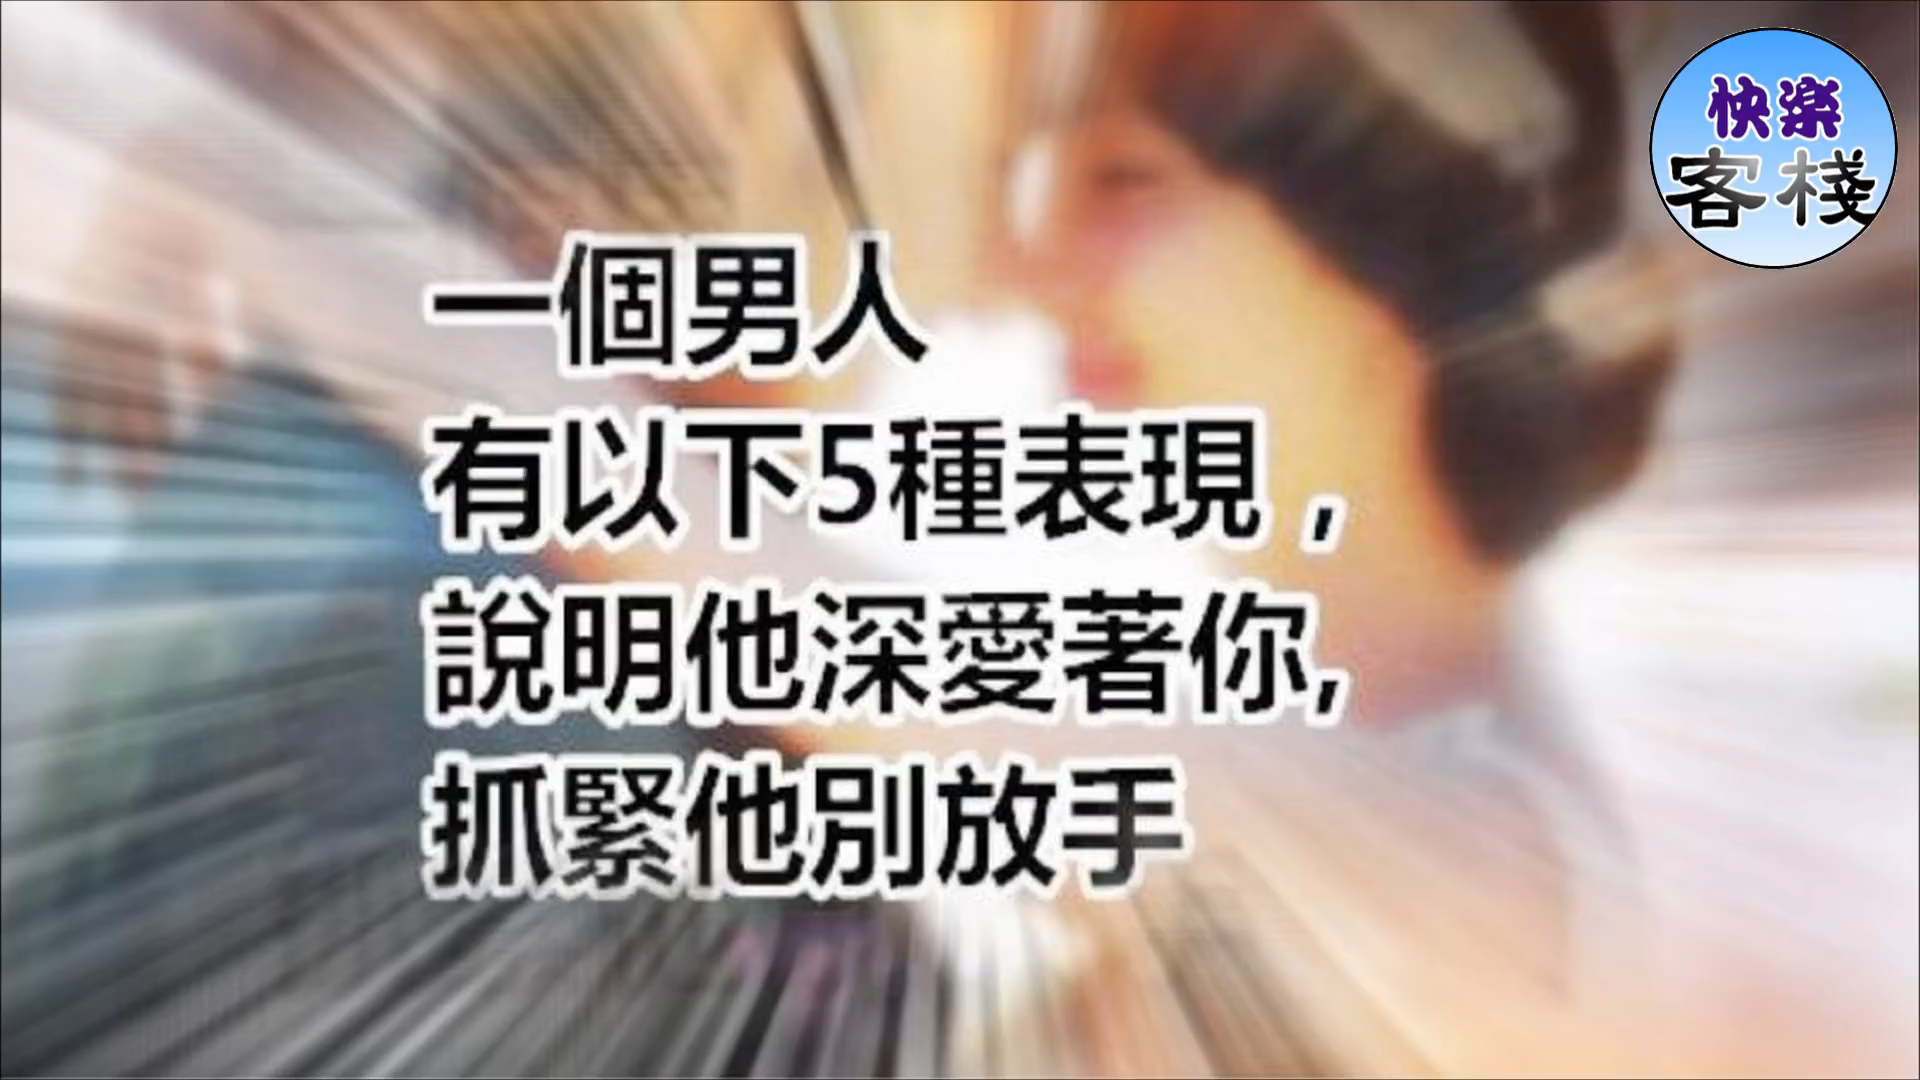 快楽
客棧
一個男人
有以下5種表現，
說明他深愛著你,
抓緊他別放手